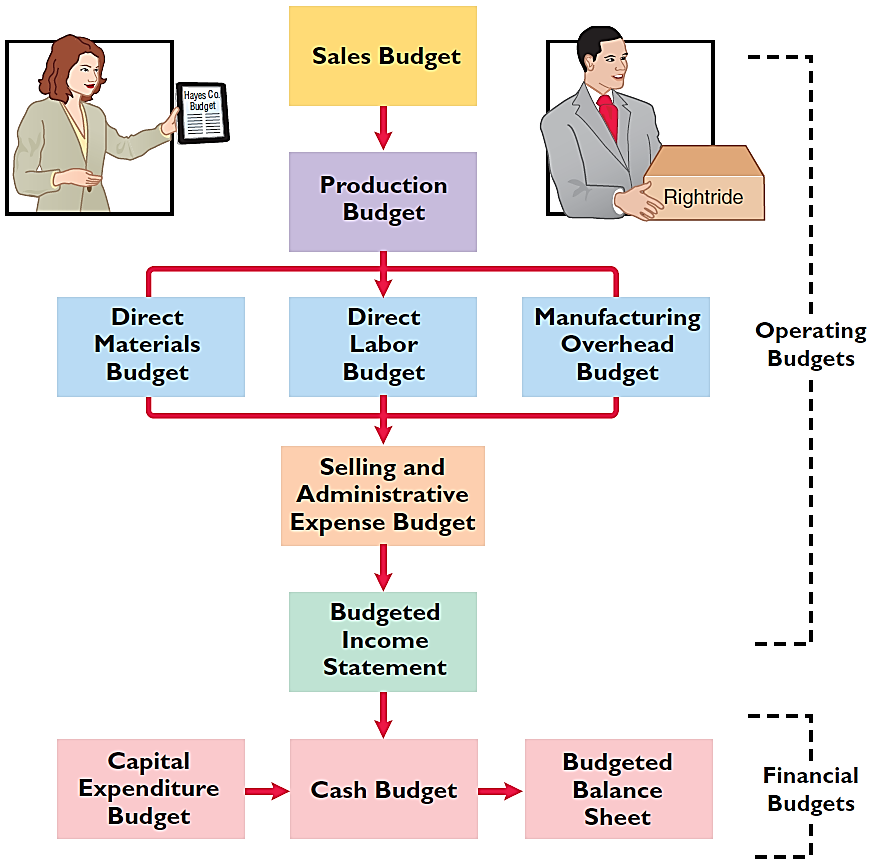 Sales Budget
Hayes Co.
Budget
Rightride
Production
Budget
Direct
Materials
Budget
Direct
Labor
Budget
Manufacturing
Overhead
Budget
Operating
Budgets
Selling and
Administrative
Expense Budget
Budgeted
Income
Statement
Capital
Expenditure
Budget
Cash Budget
Budgeted
Balance
Sheet
Financial
Budgets